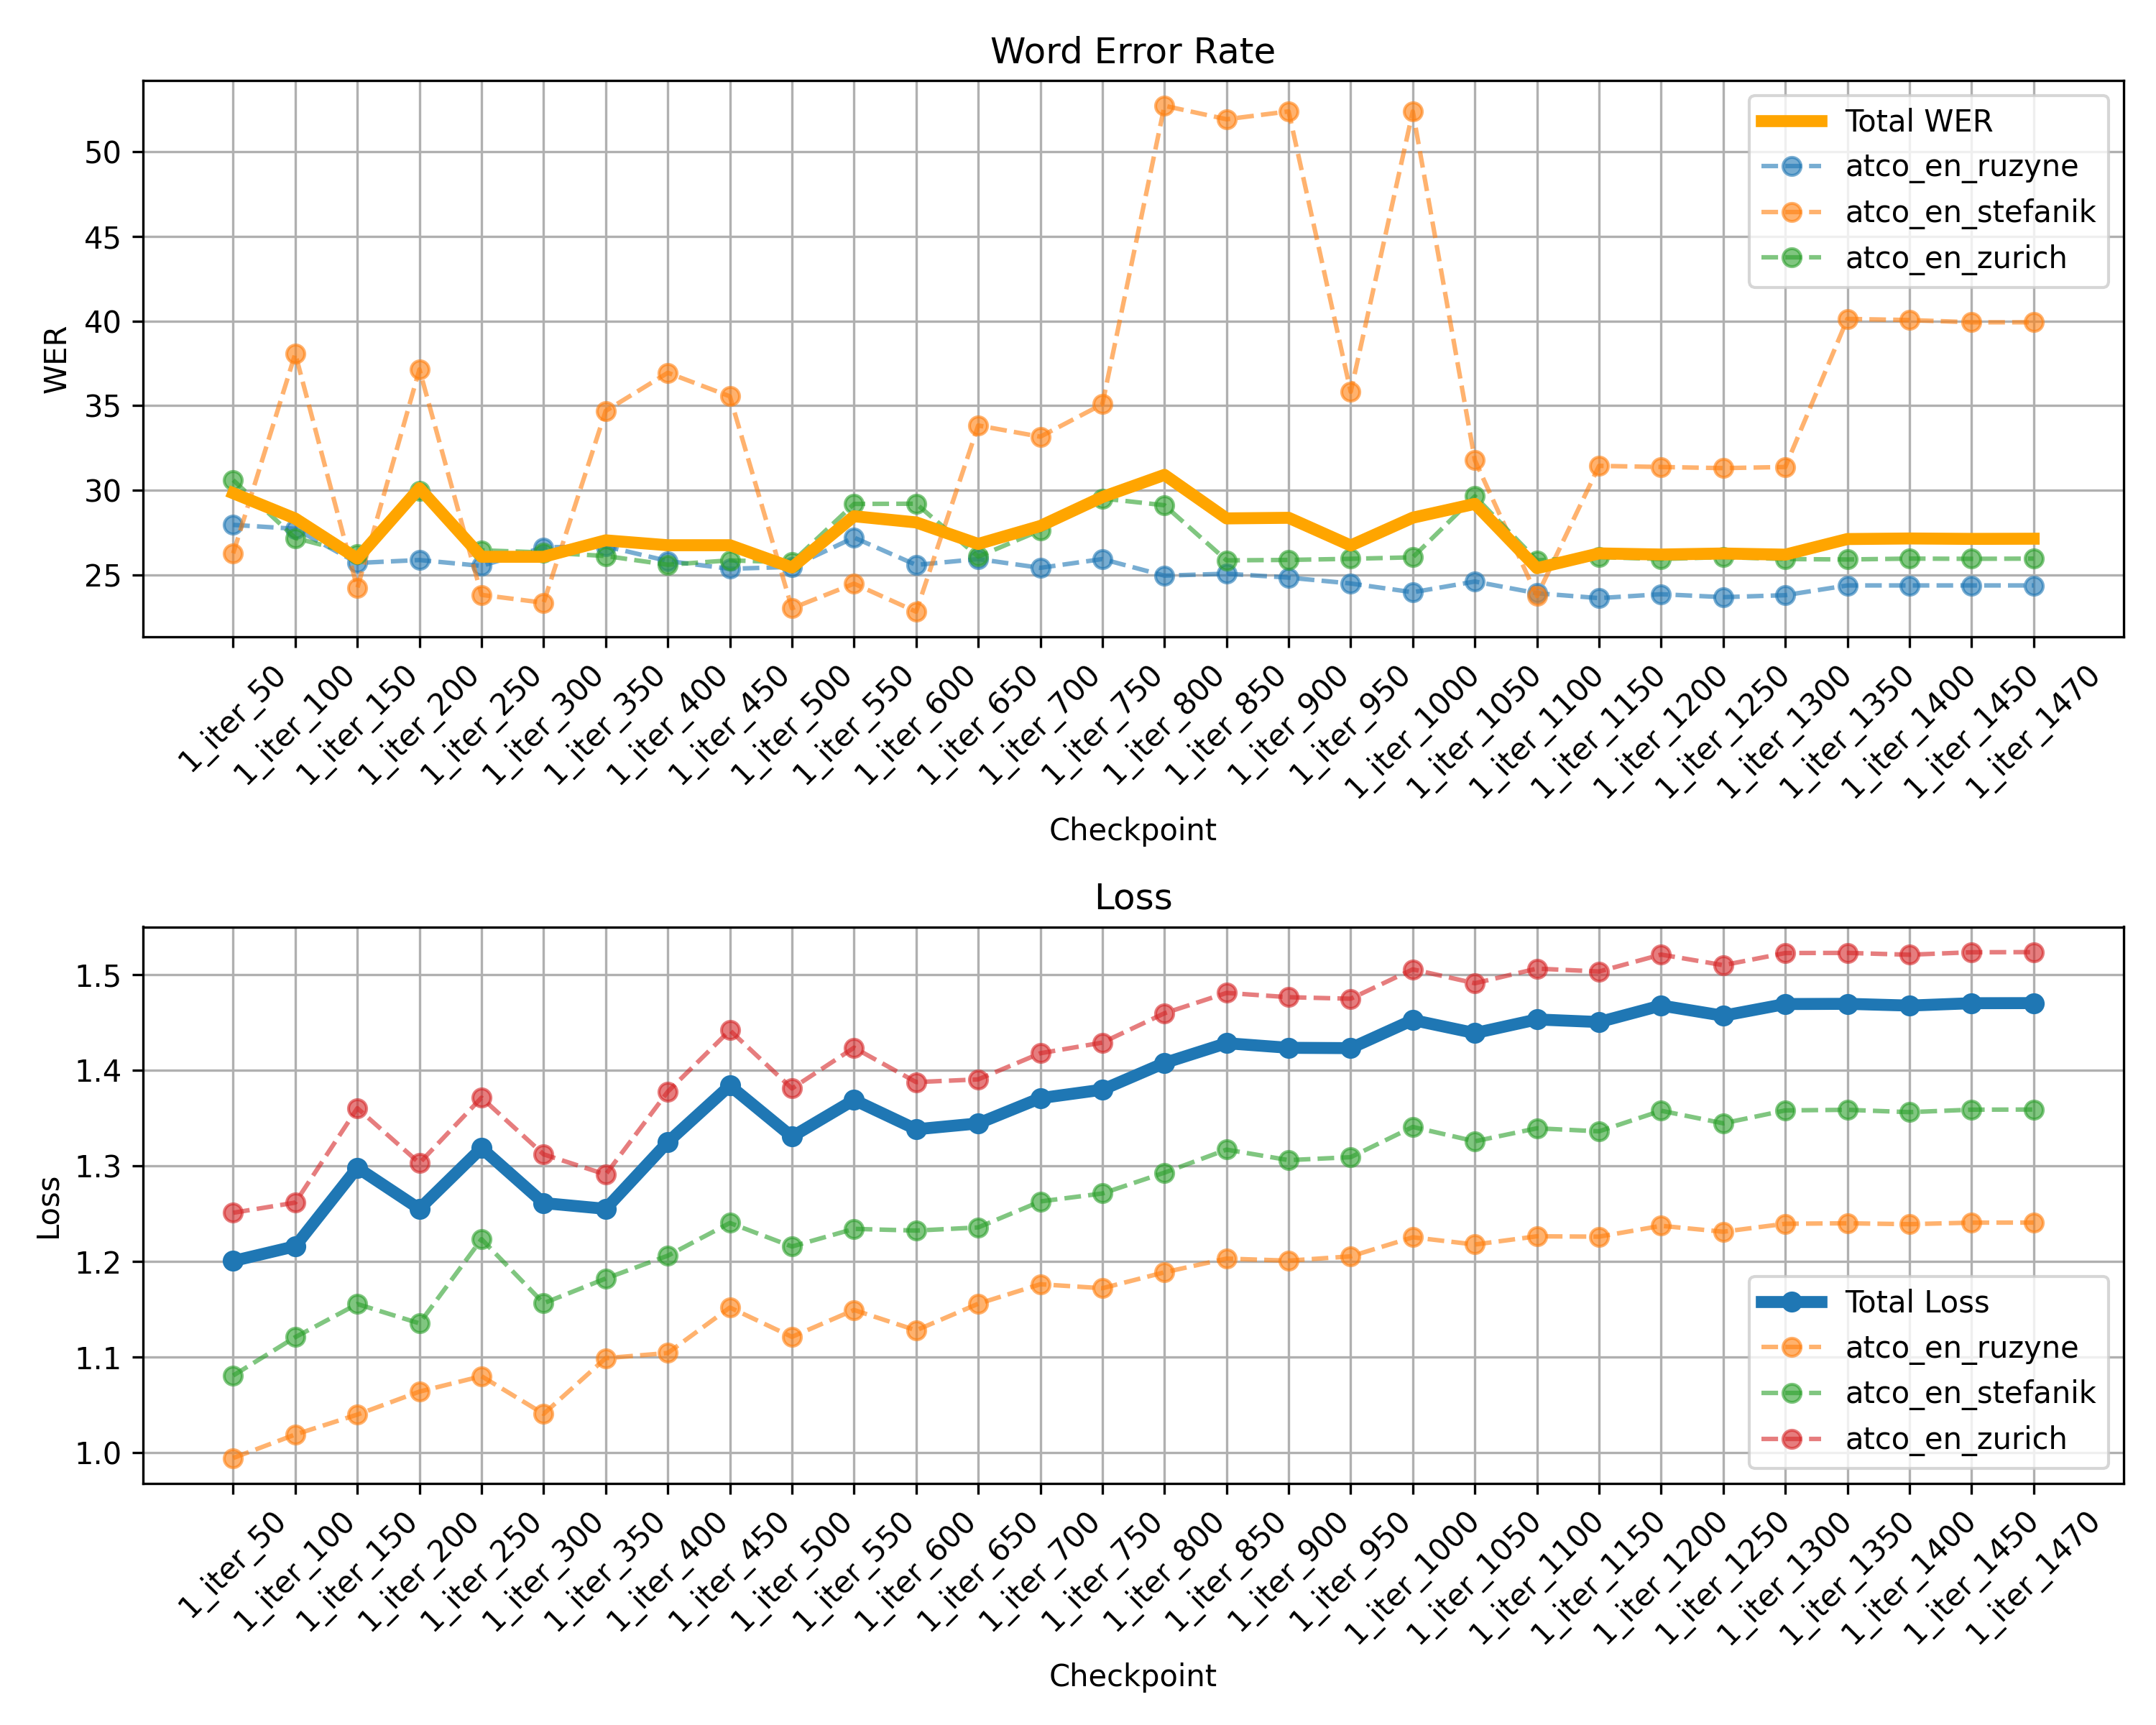 Word Error Rate
WER
50
45
40
35
30
25
Total WER
atco_en_ruzyne
atco_en_stefanik
atco_en_zurich
1_iter_50
1_iter_100
1_iter_150
1_iter_200
1_iter_250
1_iter_300
1_iter_350
1_iter_400
1_iter_450
1_iter_500
1_iter_550
1_iter_600
1_iter_650
1_iter_700
1_iter_750
1_iter_800
1_iter_850
1_iter_900
1_iter_950
1_iter_1000
1_iter_1050
1_iter_1100
1_iter_1150
1_iter_1200
1_iter_1250
1_iter_1300
1_iter_1350
1_iter_1400
1_iter_1450
1_iter_1470
Checkpoint
Loss
Loss
1.5
1.4
1.3
1.2
1.1
1.0
Total Loss
atco_en_ruzyne
atco_en_stefanik
atco_en_zurich
1_iter_50
1_iter_100
1_iter_150
1_iter_200
1_iter_250
1_iter_300
1_iter_350
1_iter_400
1_iter_450
1_iter_500
1_iter_550
1_iter_600
1_iter_650
1_iter_700
1_iter_750
1_iter_800
1_iter_850
1_iter_900
1_iter_950
1_iter_1000
1_iter_1050
1_iter_1100
1_iter_1150
1_iter_1200
1_iter_1250
1_iter_1300
1_iter_1350
1_iter_1400
1_iter_1450
1_iter_1470
Checkpoint